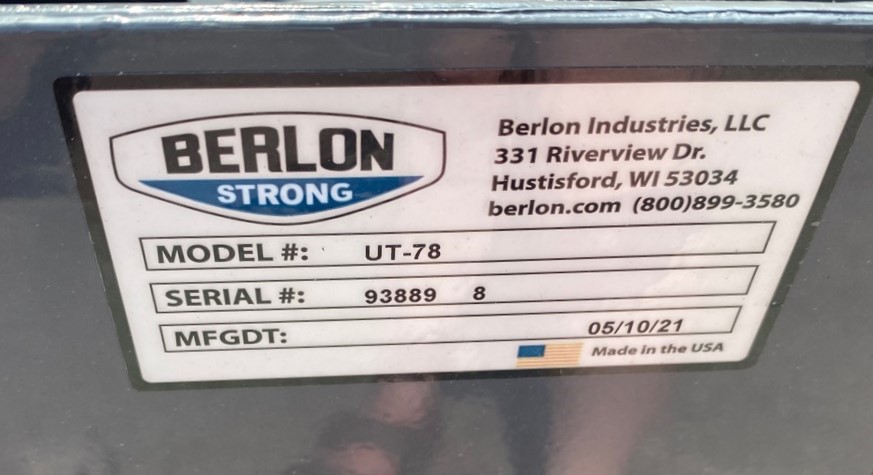 BERLON
STRONG
Berlon Industries, LLC
331 Riverview Dr.
Hustisford, WI 53034
berlon.com (800)899-3580
MODEL #: UT-78
SERIAL #: 93889 8
MFGDT: 05/10/21
Made in the USA